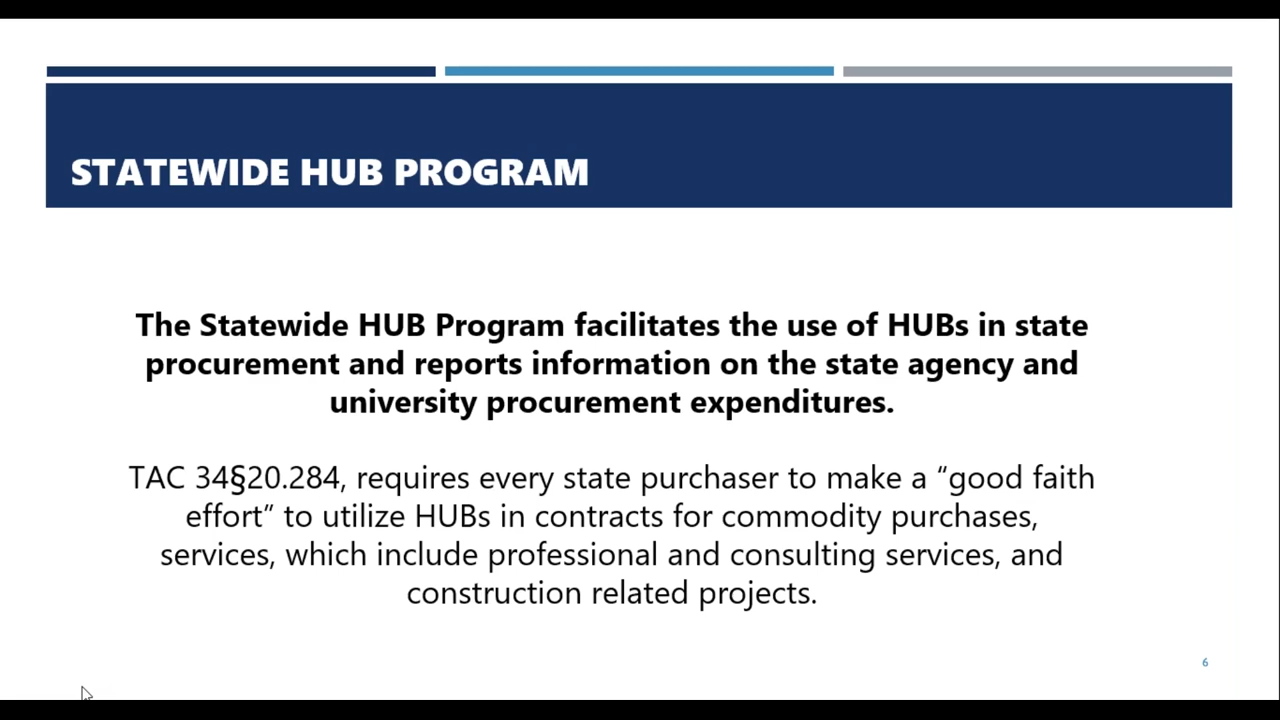 STATEWIDE HUB PROGRAM
The Statewide HUB Program facilitates the use of HUBs in state
procurement and reports information on the state agency and
university procurement expenditures.
TAC 34§20.284, requires every state purchaser to make a “good faith
effort” to utilize HUBs in contracts for commodity purchases,
services, which include professional and consulting services, and
construction related projects.
6